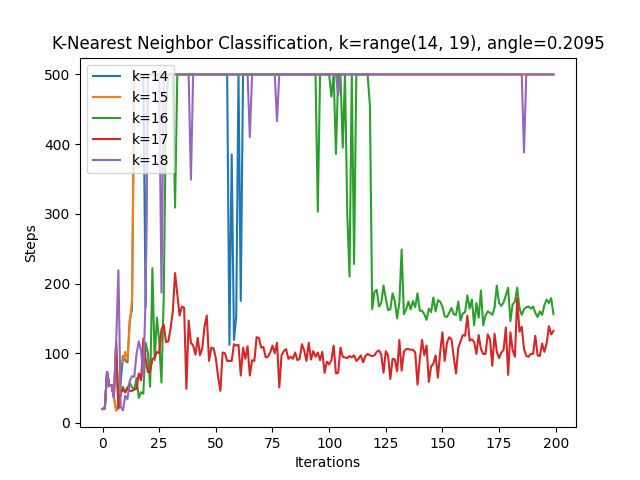 K-Nearest Neighbor Classification, k=range(14, 19), angle=0.2095
500
400
300
200
100
0
Steps
k=14
k=15
k=16
k=17
k=18
0 25 50 75 100 125 150 175 200
Iterations